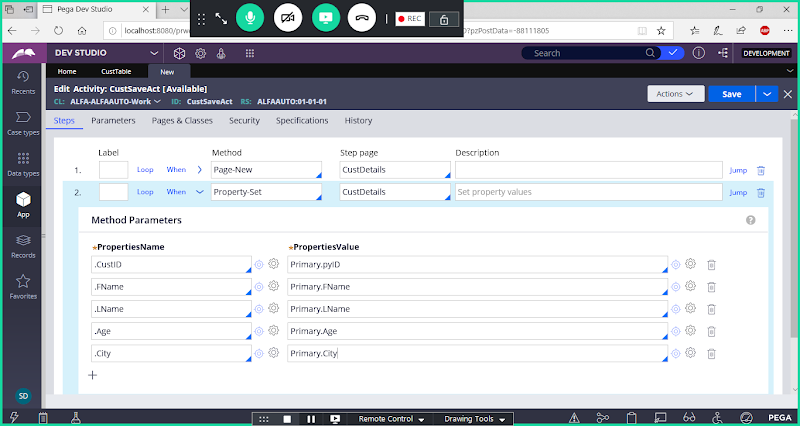 Pega Dev Studio
REC
localhost:8080/prw
0?pzPostData=-88111805
ABP
DEV STUDIO
Search
DEVELOPMENT
Home CustTable New
Recents
Case types
Data types
App
Records
Favorites
SD
Edit Activity: CustSaveAct [Available]
CL: ALFA-ALFAAUTO-Work ID: CustSaveAct RS: ALFAAUTO:01-01-01
Actions Save
Steps Parameters Pages & Classes Security Specifications History
Label Method Step page Description
1. Loop When Page-New CustDetails Jump
2. Loop When Property-Set CustDetails Set property values Jump
Method Parameters ?
*PropertiesName *PropertiesValue
.CustID Primary.pyID
.FName Primary.FName
.LName Primary.LName
.Age Primary.Age
.City Primary.City
+
Remote Control Drawing Tools
PEGA